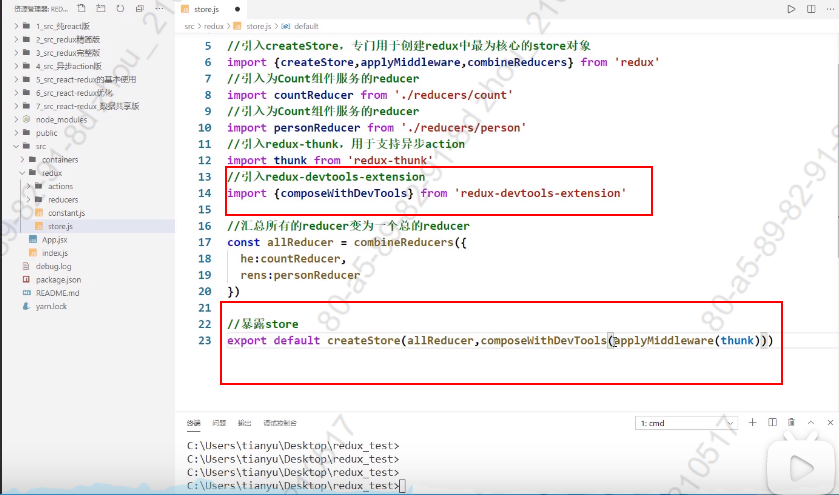 资源管理器: RED...
store.js
src > redux > store.js > default
1_src_纯react版
2_src_redux精简版
3_src_redux完整版
4_src_异步action版
5_src_react-redux的基本使用
6_src_react-redux优化
7_src_react-redux_数据共享版
node_modules
public
src
containers
redux
actions
reducers
constant.js
store.js
App.jsx
index.js
debug.log
package.json
README.md
yarn.lock
5 //引入createStore，专门用于创建redux中最为核心的store对象
6 import {createStore,applyMiddleware,combineReducers} from 'redux'
7 //引入为Count组件服务的reducer
8 import countReducer from './reducers/count'
9 //引入为Count组件服务的reducer
10 import personReducer from './reducers/person'
11 //引入redux-thunk，用于支持异步action
12 import thunk from 'redux-thunk'
13 //引入redux-devtools-extension
14 import {composeWithDevTools} from 'redux-devtools-extension'
15
16 //汇总所有的reducer变为一个总的reducer
17 const allReducer = combineReducers({
18 he:countReducer,
19 rens:personReducer
20 })
21
22 //暴露store
23 export default createStore(allReducer,composeWithDevTools(applyMiddleware(thunk)))
终端 问题 输出 调试控制台
1: cmd
C:\Users\tianyu\Desktop\redux_test>
C:\Users\tianyu\Desktop\redux_test>
C:\Users\tianyu\Desktop\redux_test>
C:\Users\tianyu\Desktop\redux_test>